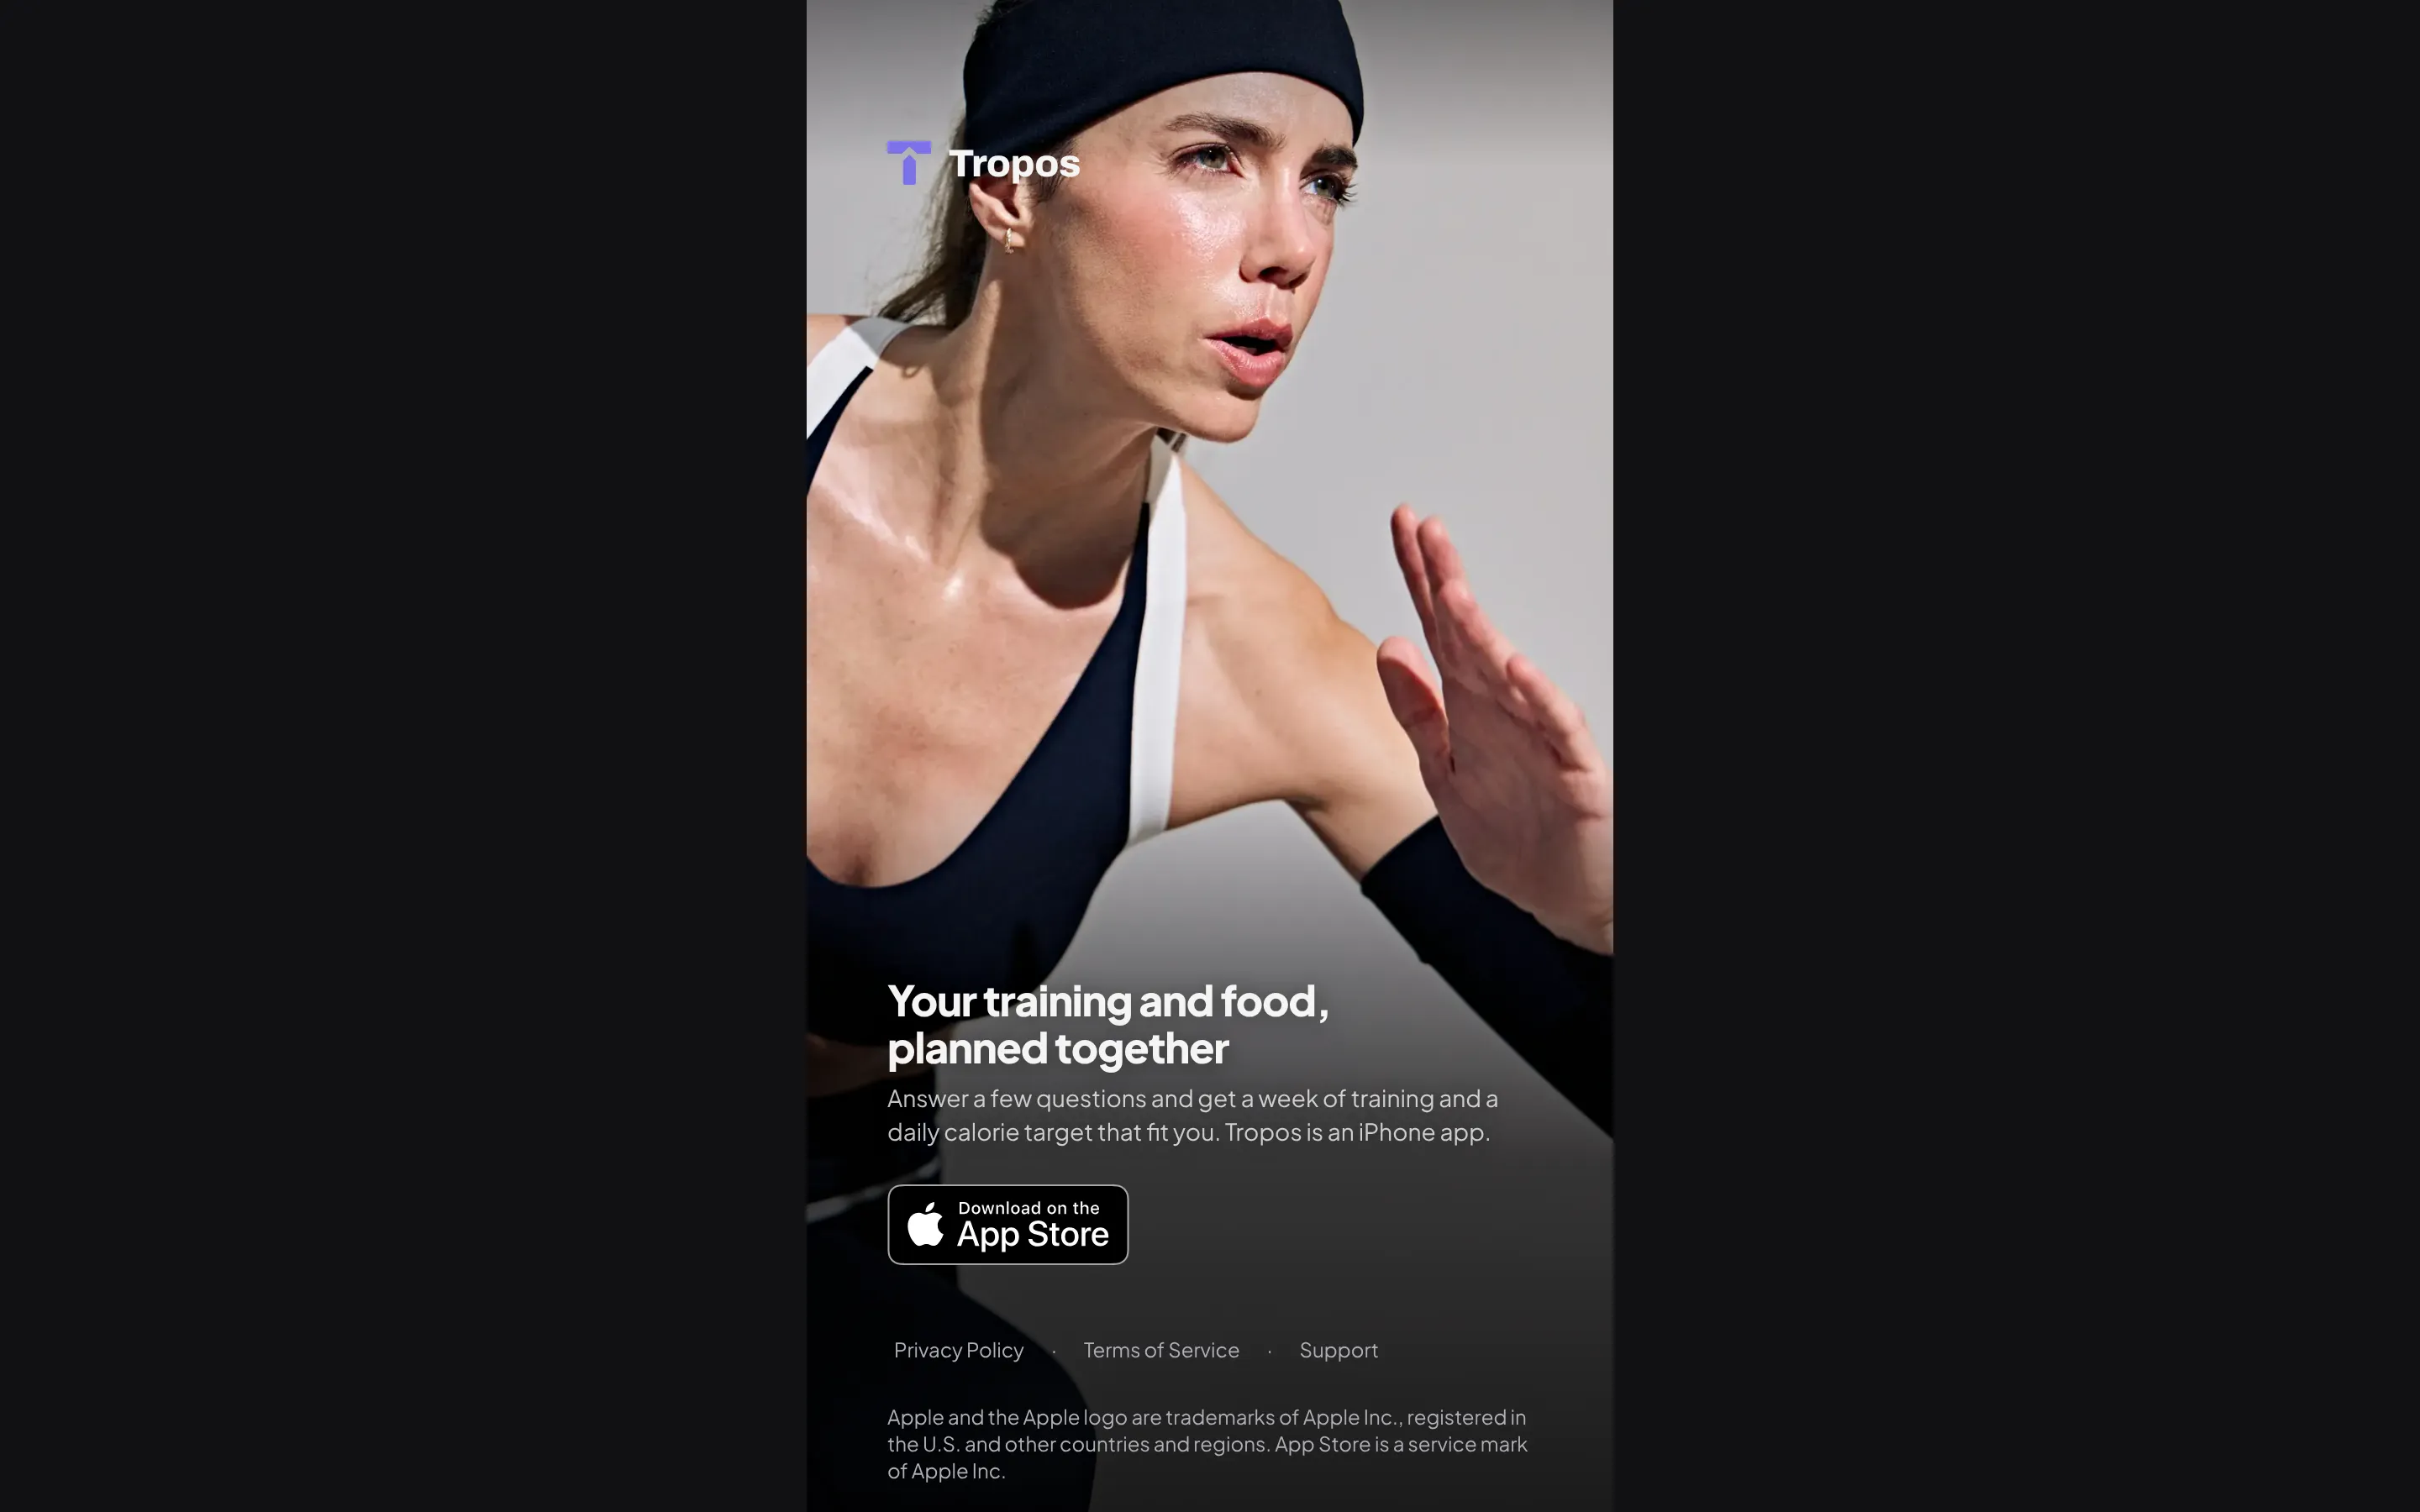 Tropos
Your training and food,
planned together
Answer a few questions and get a week of training and a
daily calorie target that fit you. Tropos is an iPhone app.
Download on the
App Store
Privacy Policy · Terms of Service · Support
Apple and the Apple logo are trademarks of Apple Inc., registered in
the U.S. and other countries and regions. App Store is a service mark
of Apple Inc.